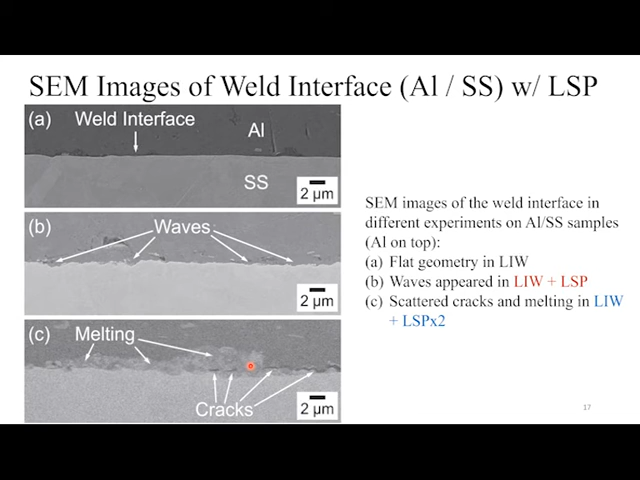 SEM Images of Weld Interface (Al / SS) w/ LSP
(a) Weld Interface
Al
SS
2 μm
(b) Waves
2 μm
(c) Melting
Cracks
2 μm
SEM images of the weld interface in
different experiments on Al/SS samples
(Al on top):
(a) Flat geometry in LIW
(b) Waves appeared in LIW + LSP
(c) Scattered cracks and melting in LIW
+ LSPx2
17